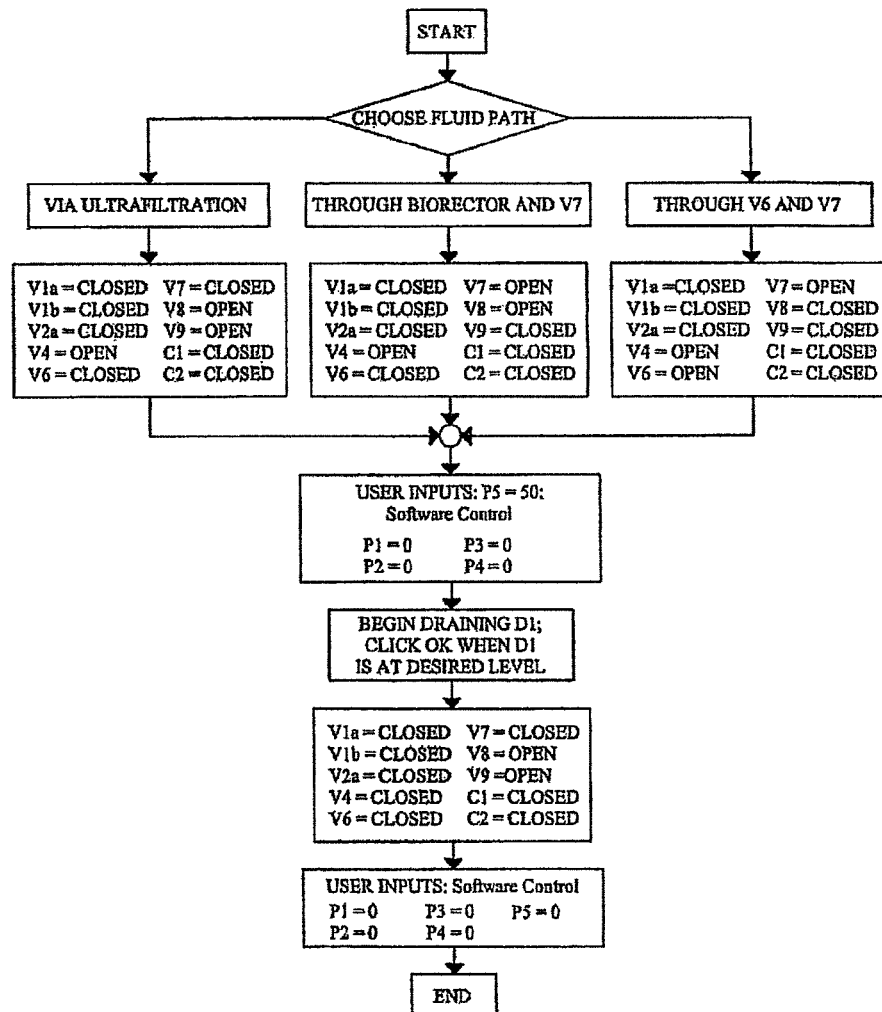 START
CHOOSE FLUID PATH
VIA ULTRAFILTRATION
THROUGH BIORECTOR AND V7
THROUGH V6 AND V7
V1a = CLOSED V7 = CLOSED
V1b = CLOSED V8 = OPEN
V2a = CLOSED V9 = OPEN
V4 = OPEN C1 = CLOSED
V6 = CLOSED C2 = CLOSED
V1a = CLOSED V7 = OPEN
V1b = CLOSED V8 = OPEN
V2a = CLOSED V9 = CLOSED
V4 = OPEN C1 = CLOSED
V6 = CLOSED C2 = CLOSED
V1a = CLOSED V7 = OPEN
V1b = CLOSED V8 = CLOSED
V2a = CLOSED V9 = CLOSED
V4 = OPEN C1 = CLOSED
V6 = OPEN C2 = CLOSED
USER INPUTS: P5 = 50;
Software Control
P1 = 0 P3 = 0
P2 = 0 P4 = 0
BEGIN DRAINING D1;
CLICK OK WHEN D1
IS AT DESIRED LEVEL
V1a = CLOSED V7 = CLOSED
V1b = CLOSED V8 = OPEN
V2a = CLOSED V9 = OPEN
V4 = CLOSED C1 = CLOSED
V6 = CLOSED C2 = CLOSED
USER INPUTS: Software Control
P1 = 0 P3 = 0 P5 = 0
P2 = 0 P4 = 0
END